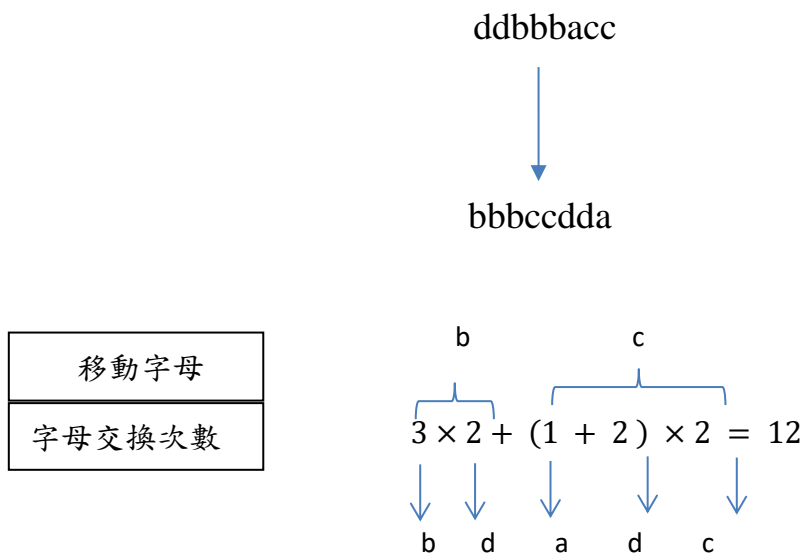 ddbbbacc
bbbccdda
b c
移動字母
字母交換次數
3 × 2 + (1 + 2 ) × 2 = 12
b d a d c